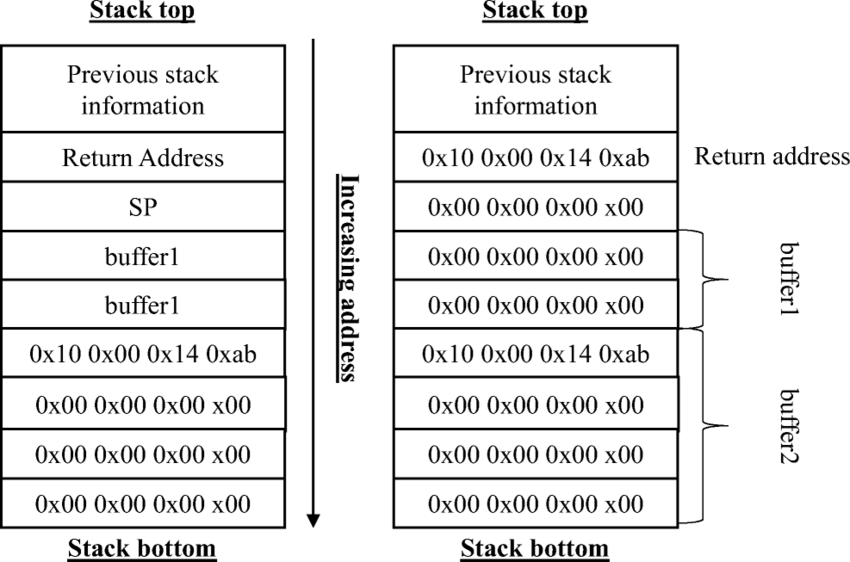 Stack top
Previous stack
information
Return Address
SP
buffer1
buffer1
0x10 0x00 0x14 0xab
0x00 0x00 0x00 x00
0x00 0x00 0x00 x00
0x00 0x00 0x00 x00
Stack bottom
Increasing address
Stack top
Previous stack
information
0x10 0x00 0x14 0xab
Return address
0x00 0x00 0x00 x00
0x00 0x00 0x00 x00
0x00 0x00 0x00 x00
buffer1
0x10 0x00 0x14 0xab
0x00 0x00 0x00 x00
0x00 0x00 0x00 x00
0x00 0x00 0x00 x00
buffer2
Stack bottom